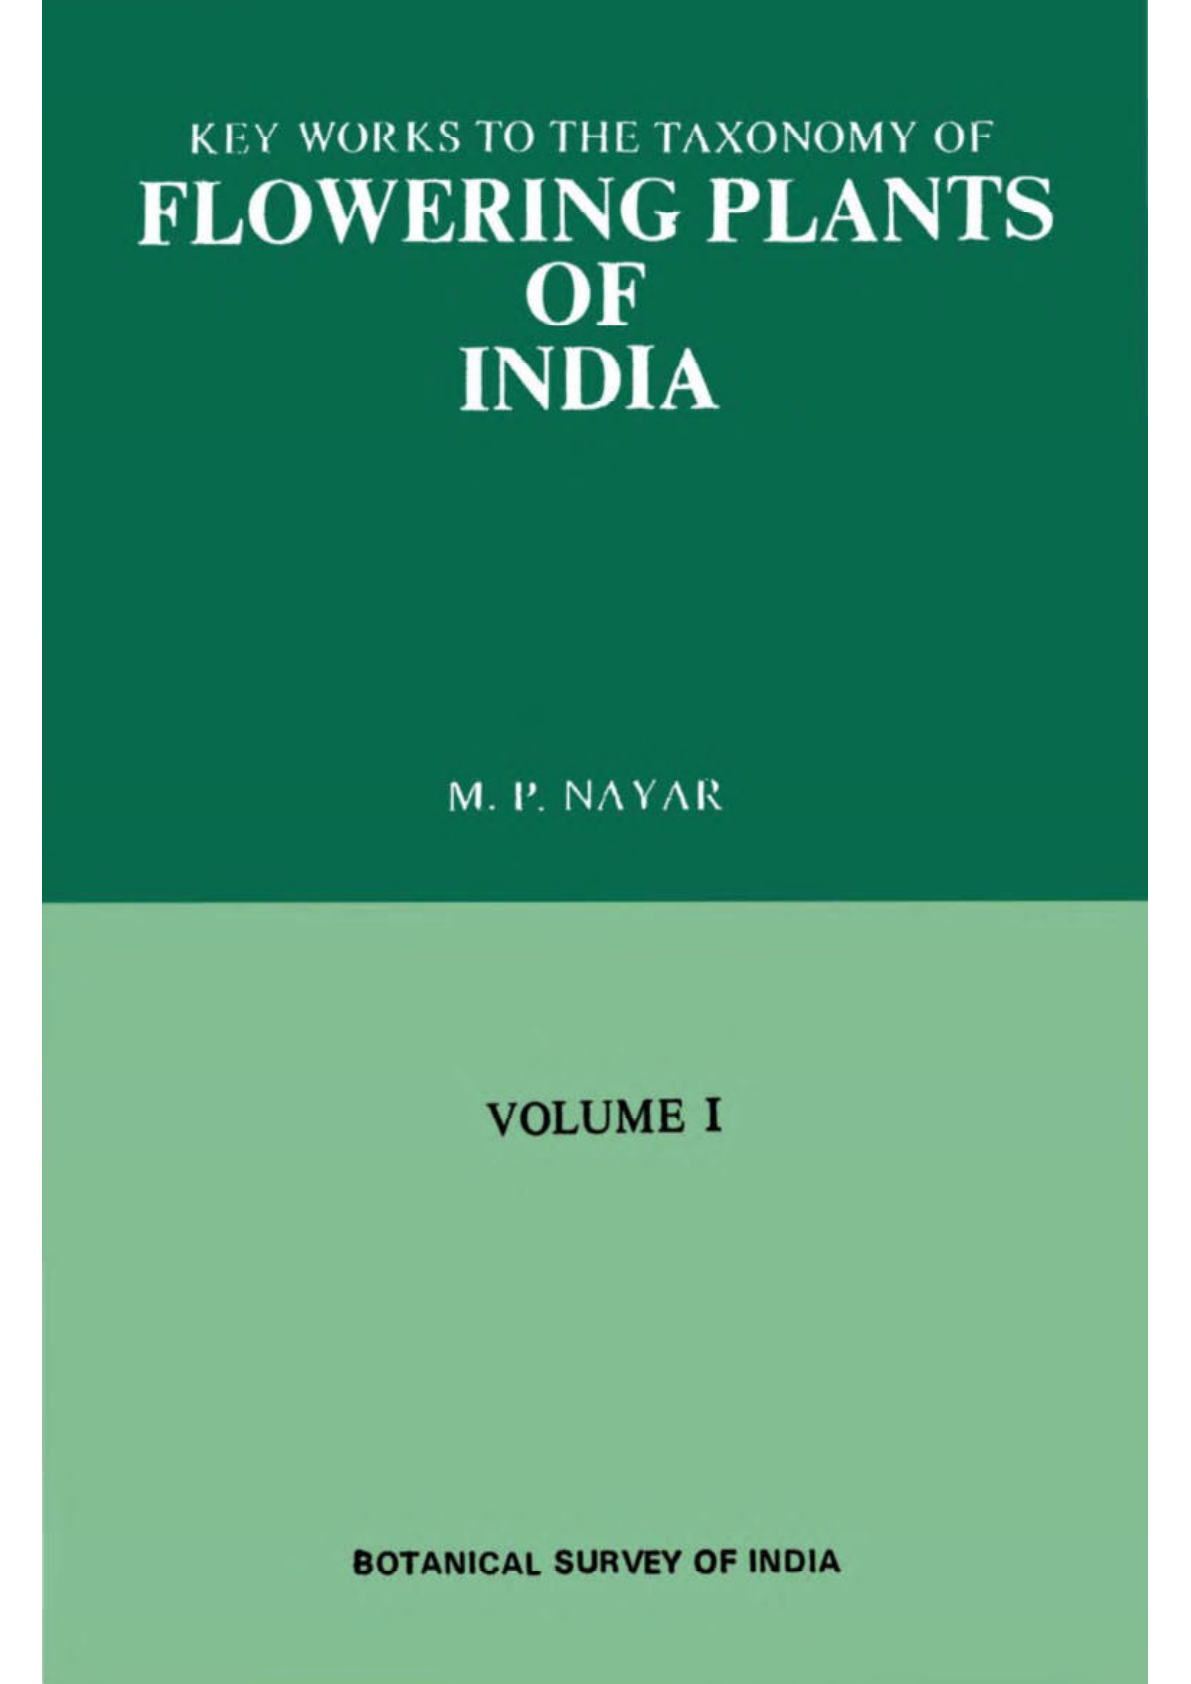 KEY WORKS TO THE TAXONOMY OF
FLOWERING PLANTS
OF
INDIA
M. P. NAYAR
VOLUME I
BOTANICAL SURVEY OF INDIA